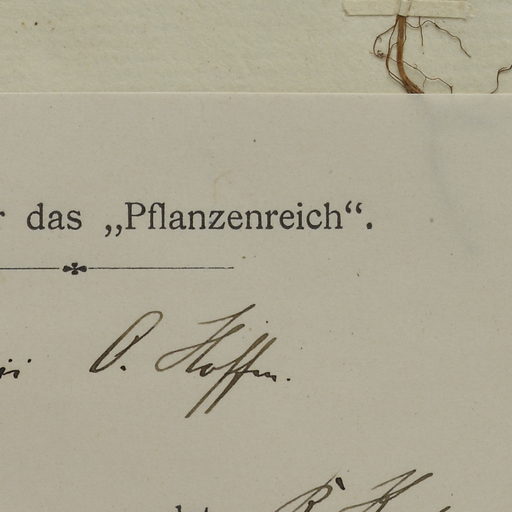 das „Pflanzenreich“.
O. Hoffm.